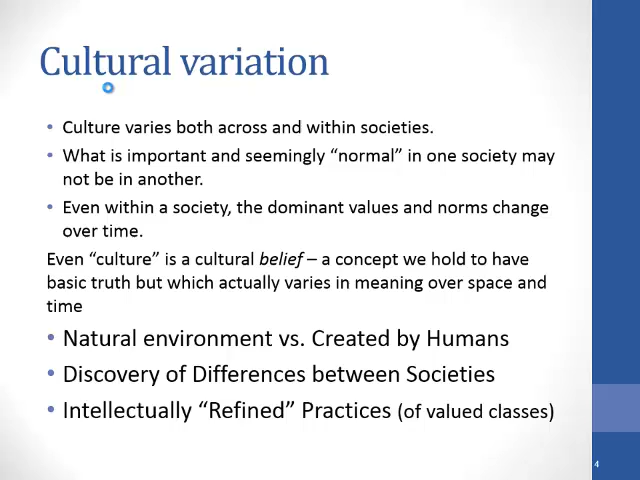 Cultural variation
• Culture varies both across and within societies.
• What is important and seemingly “normal” in one society may
not be in another.
• Even within a society, the dominant values and norms change
over time.
Even “culture” is a cultural belief – a concept we hold to have
basic truth but which actually varies in meaning over space and
time
• Natural environment vs. Created by Humans
• Discovery of Differences between Societies
• Intellectually “Refined” Practices (of valued classes)
4